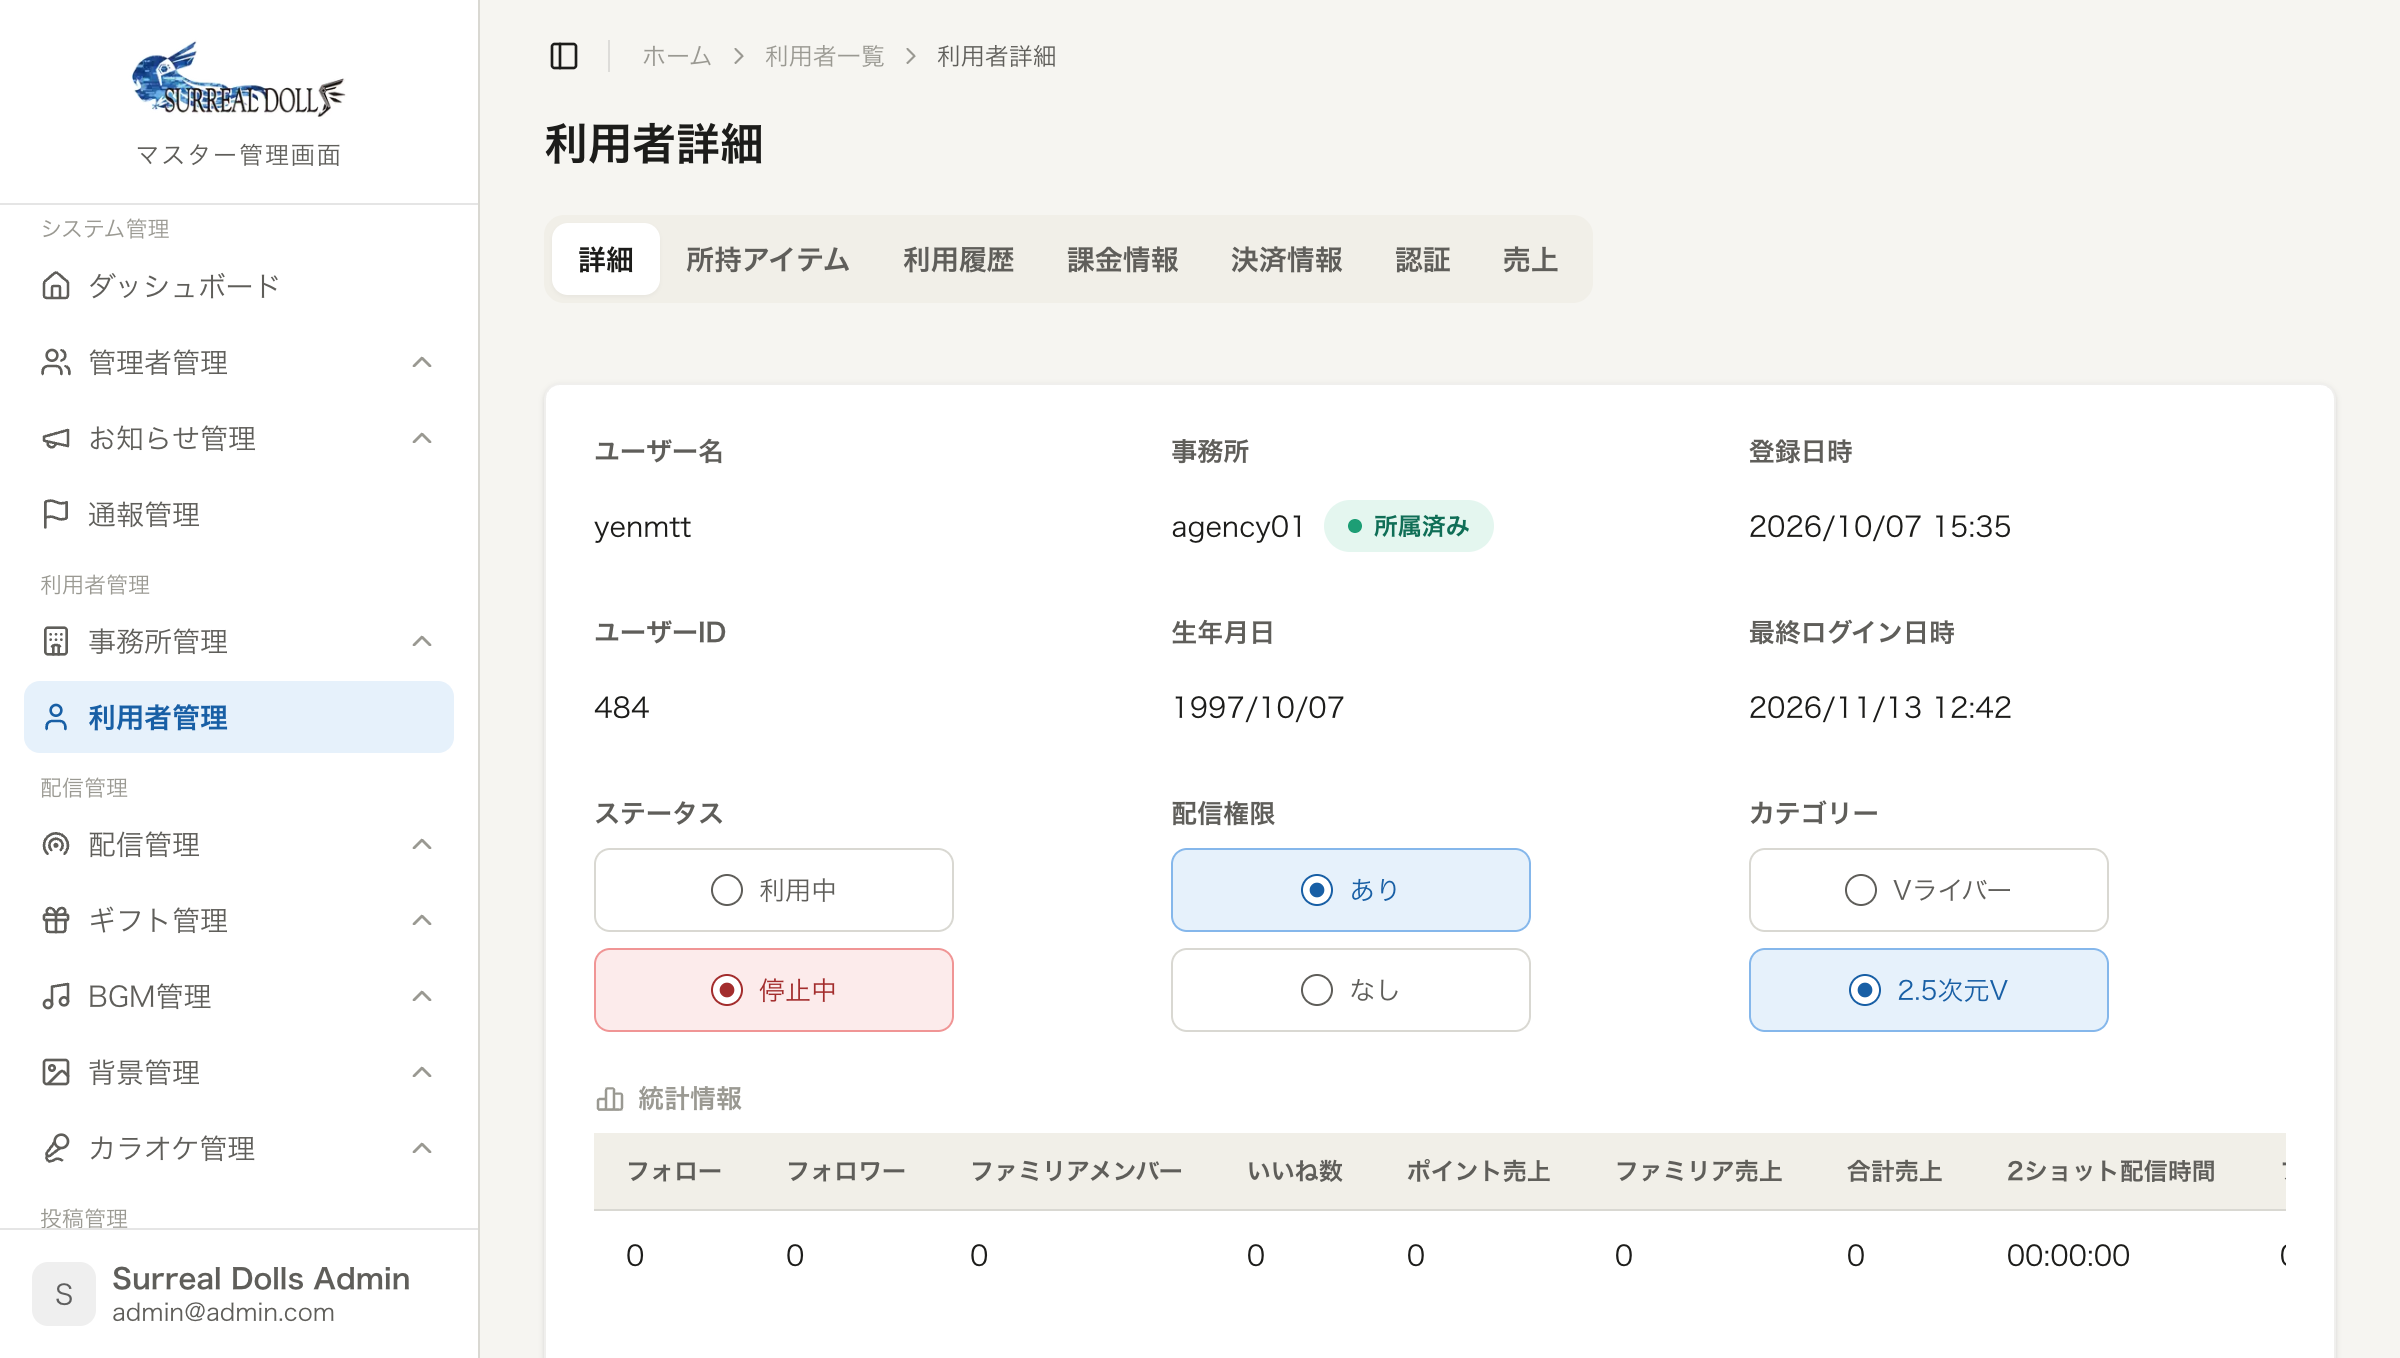 SURREAL DOLLS
マスター管理画面
システム管理
ダッシュボード
管理者管理
お知らせ管理
通報管理
利用者管理
事務所管理
利用者管理
配信管理
配信管理
ギフト管理
BGM管理
背景管理
カラオケ管理
投稿管理
S
Surreal Dolls Admin
admin@admin.com
ホーム > 利用者一覧 > 利用者詳細
利用者詳細
詳細 所持アイテム 利用履歴 課金情報 決済情報 認証 売上
ユーザー名 事務所 登録日時
yenmtt agency01 所属済み 2026/10/07 15:35
ユーザーID 生年月日 最終ログイン日時
484 1997/10/07 2026/11/13 12:42
ステータス 配信権限 カテゴリー
利用中 あり Vライバー
停止中 なし 2.5次元V
統計情報
フォロー フォロワー ファミリアメンバー いいね数 ポイント売上 ファミリア売上 合計売上 2ショット配信時間
0 0 0 0 0 0 0 00:00:00